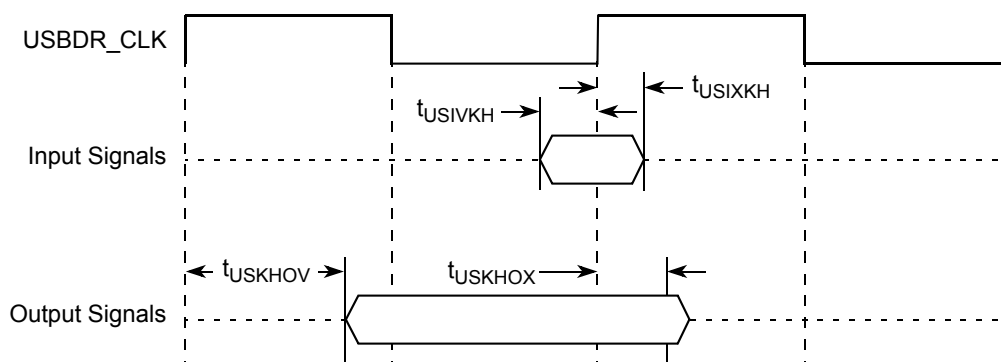 USBDR_CLK
tUSIXKH
tUSIVKH
Input Signals
tUSKHOV
tUSKHOX
Output Signals